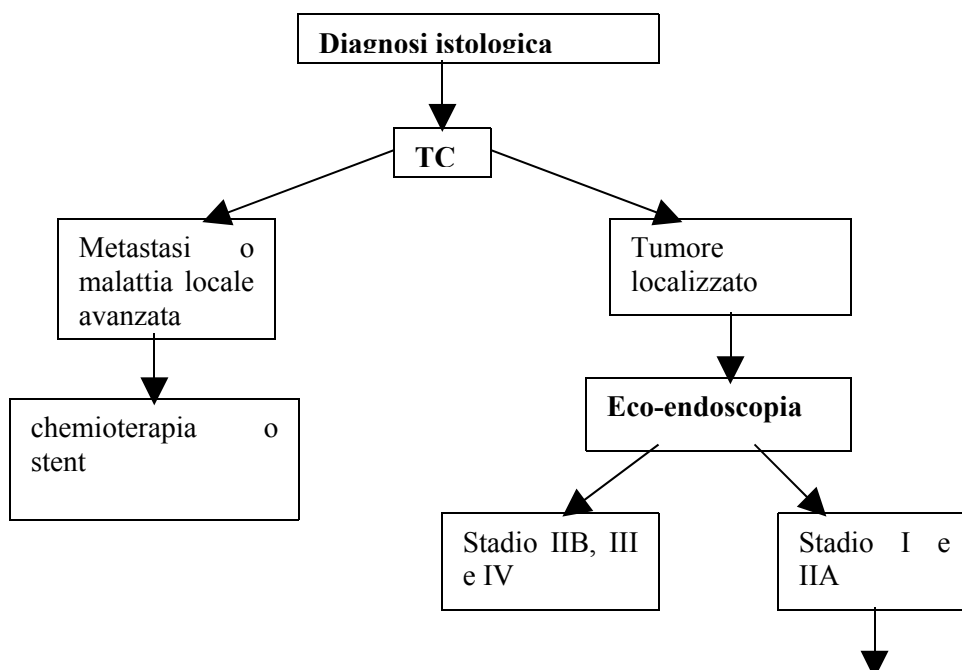 Diagnosi istologica
TC
Metastasi o
malattia locale
avanzata
Tumore
localizzato
chemioterapia o
stent
Eco-endoscopia
Stadio IIB, III
e IV
Stadio I e
IIA